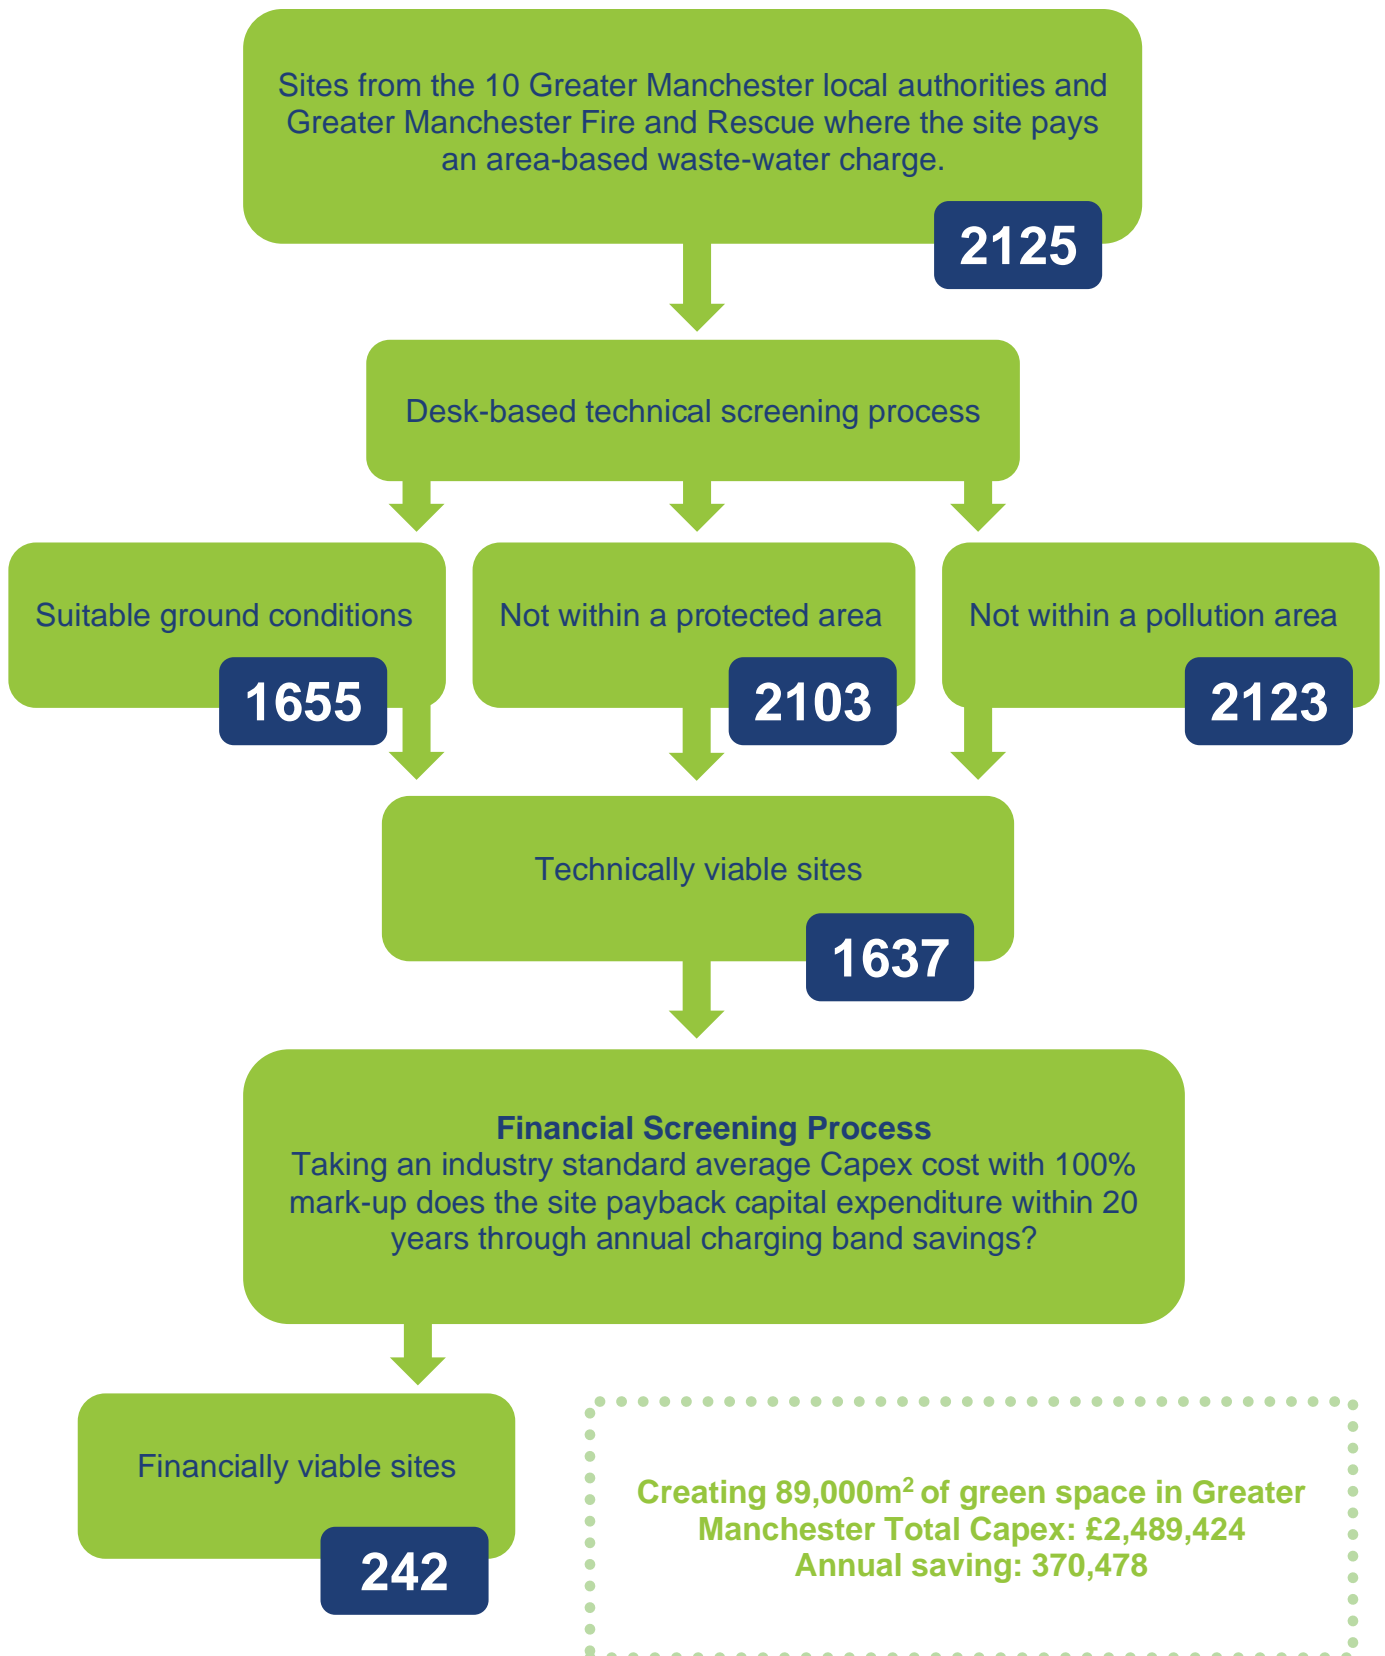 Sites from the 10 Greater Manchester local authorities and
Greater Manchester Fire and Rescue where the site pays
an area-based waste-water charge.
2125
Desk-based technical screening process
Suitable ground conditions
1655
Not within a protected area
2103
Not within a pollution area
2123
Technically viable sites
1637
Financial Screening Process
Taking an industry standard average Capex cost with 100%
mark-up does the site payback capital expenditure within 20
years through annual charging band savings?
Financially viable sites
242
Creating 89,000m² of green space in Greater
Manchester Total Capex: £2,489,424
Annual saving: 370,478